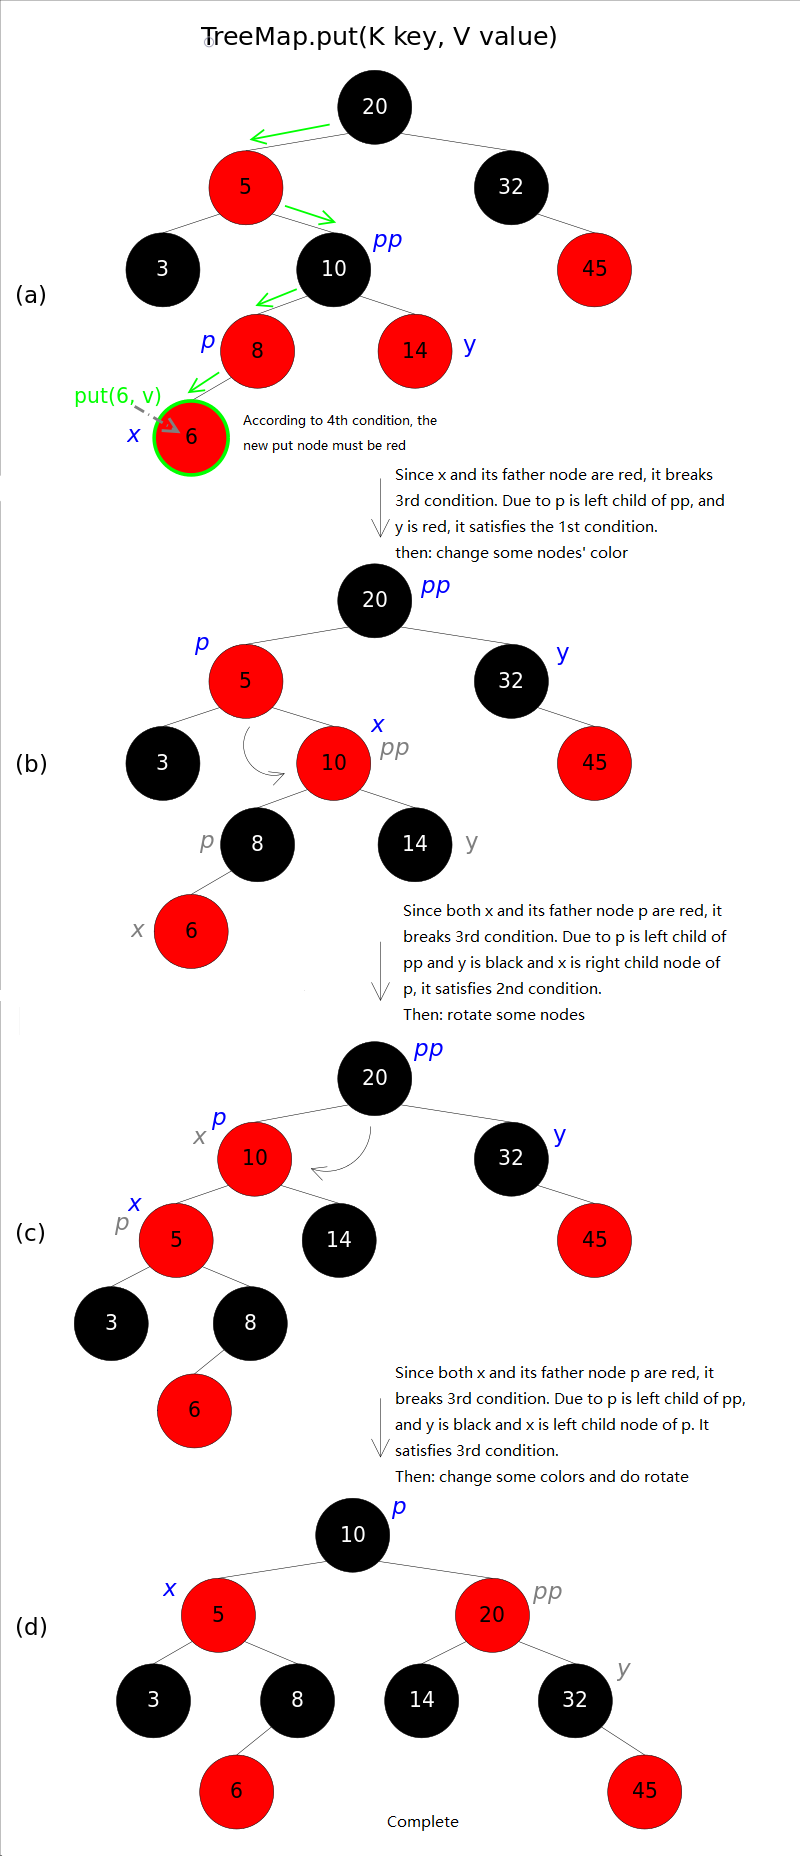 TreeMap.put(K key, V value)
20
5
32
pp
3
10
45
(a)
p
8
14
y
put(6, v)
x
6
According to 4th condition, the
new put node must be red
Since x and its father node are red, it breaks
3rd condition. Due to p is left child of pp, and
y is red, it satisfies the 1st condition.
then: change some nodes' color
20
pp
p
5
32
y
x
pp
(b)
3
10
45
p
8
14
y
x
6
Since both x and its father node p are red, it
breaks 3rd condition. Due to p is left child of
pp and y is black and x is right child node of
p, it satisfies 2nd condition.
Then: rotate some nodes
20
pp
p
x
10
32
y
x
p
(c)
5
14
45
3
8
6
Since both x and its father node p are red, it
breaks 3rd condition. Due to p is left child of pp,
and y is black and x is left child node of p. It
satisfies 3rd condition.
Then: change some colors and do rotate
10
p
x
5
20
pp
(d)
y
3
8
14
32
6
45
Complete